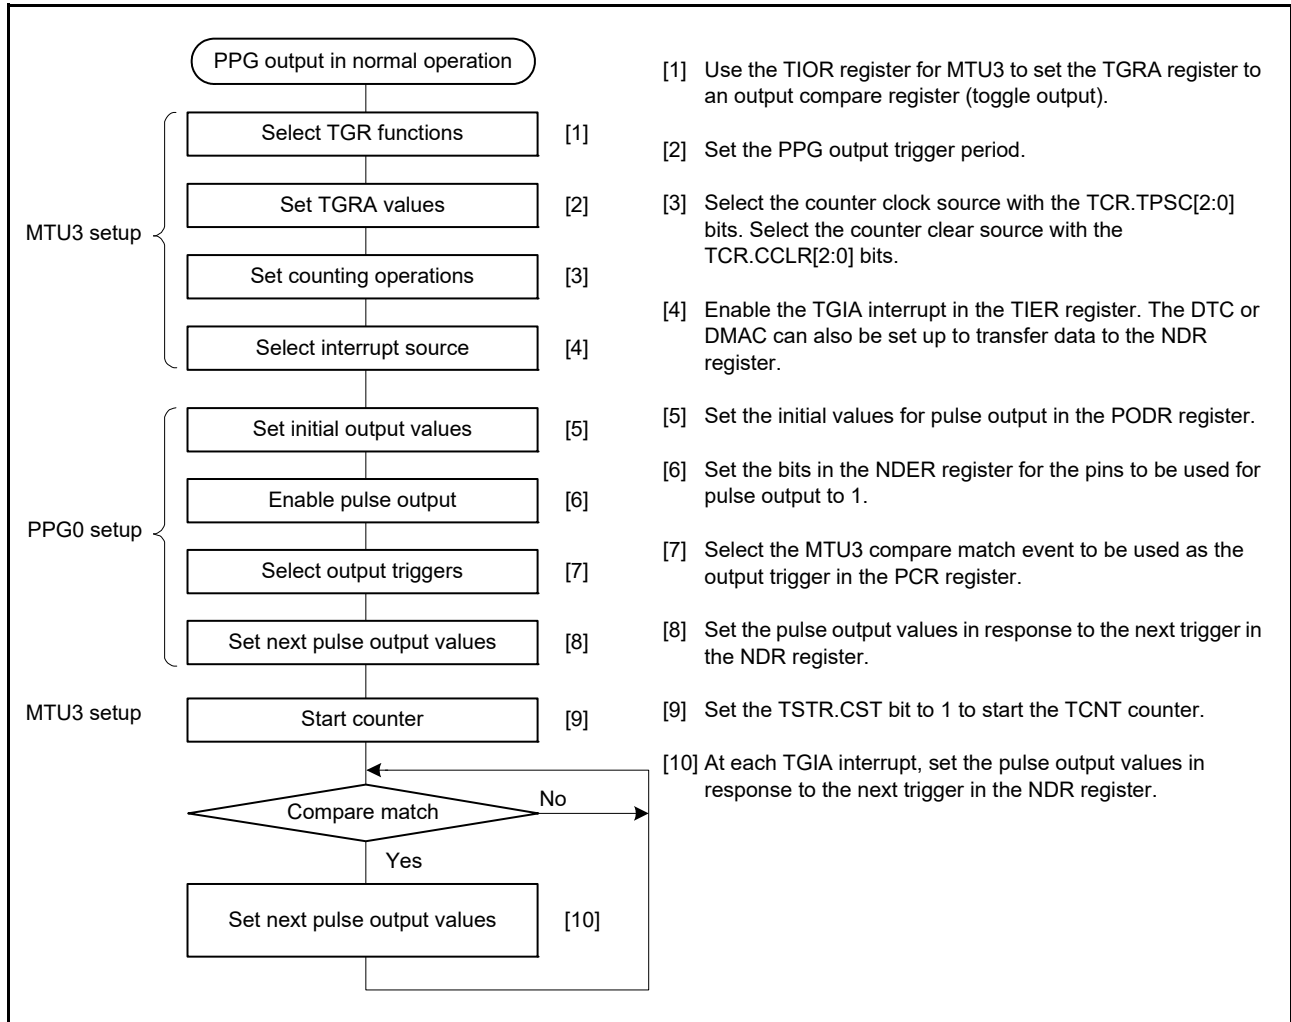 PPG output in normal operation
MTU3 setup
Select TGR functions [1]
Set TGRA values [2]
Set counting operations [3]
Select interrupt source [4]
PPG0 setup
Set initial output values [5]
Enable pulse output [6]
Select output triggers [7]
Set next pulse output values [8]
MTU3 setup
Start counter [9]
Compare match
No
Yes
Set next pulse output values [10]
[1] Use the TIOR register for MTU3 to set the TGRA register to
an output compare register (toggle output).
[2] Set the PPG output trigger period.
[3] Select the counter clock source with the TCR.TPSC[2:0]
bits. Select the counter clear source with the
TCR.CCLR[2:0] bits.
[4] Enable the TGIA interrupt in the TIER register. The DTC or
DMAC can also be set up to transfer data to the NDR
register.
[5] Set the initial values for pulse output in the PODR register.
[6] Set the bits in the NDER register for the pins to be used for
pulse output to 1.
[7] Select the MTU3 compare match event to be used as the
output trigger in the PCR register.
[8] Set the pulse output values in response to the next trigger in
the NDR register.
[9] Set the TSTR.CST bit to 1 to start the TCNT counter.
[10] At each TGIA interrupt, set the pulse output values in
response to the next trigger in the NDR register.